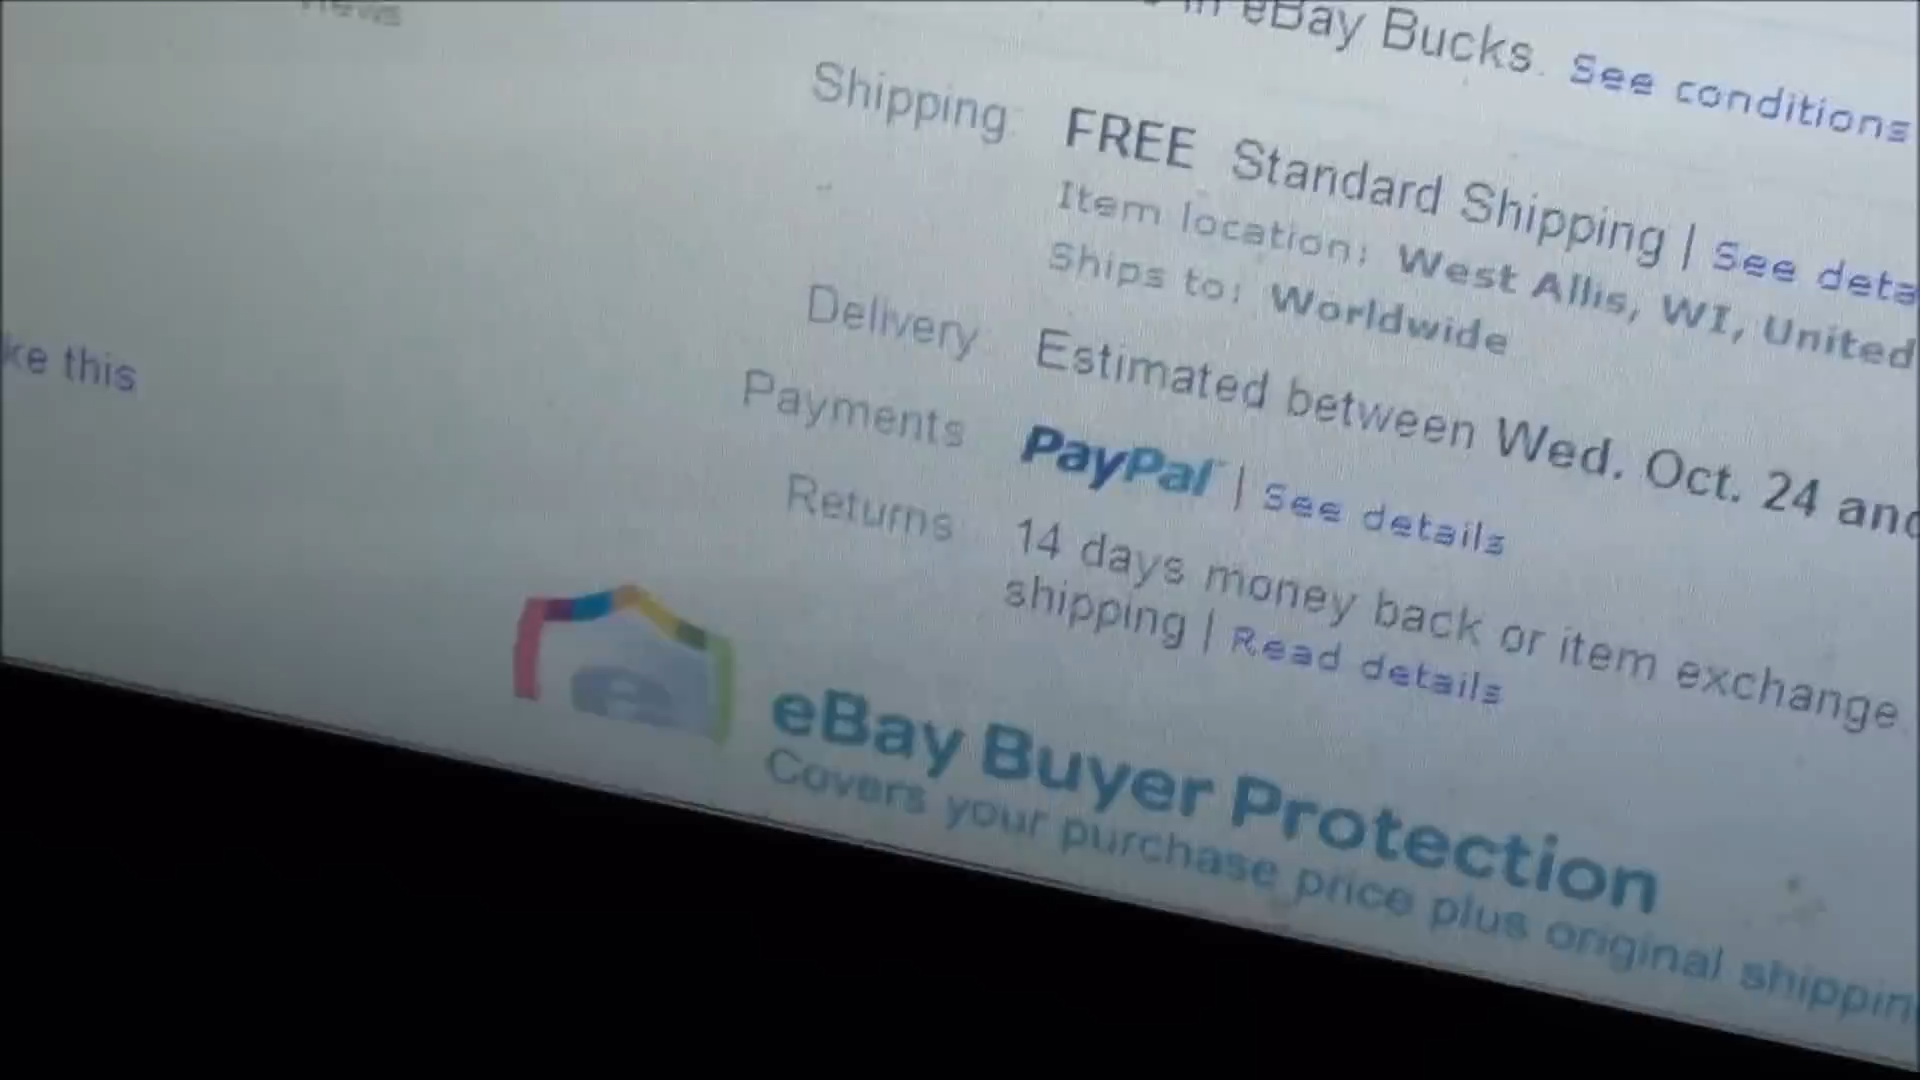 in eBay Bucks. See conditions
Shipping: FREE Standard Shipping | See
Item location: West Allis, WI, United
Ships to: Worldwide
Delivery: Estimated between Wed. Oct. 24 and
ke this
Payments: PayPal | See details
Returns: 14 days money back or item exchange.
shipping | Read details
e
eBay Buyer Protection
Covers your purchase price plus original